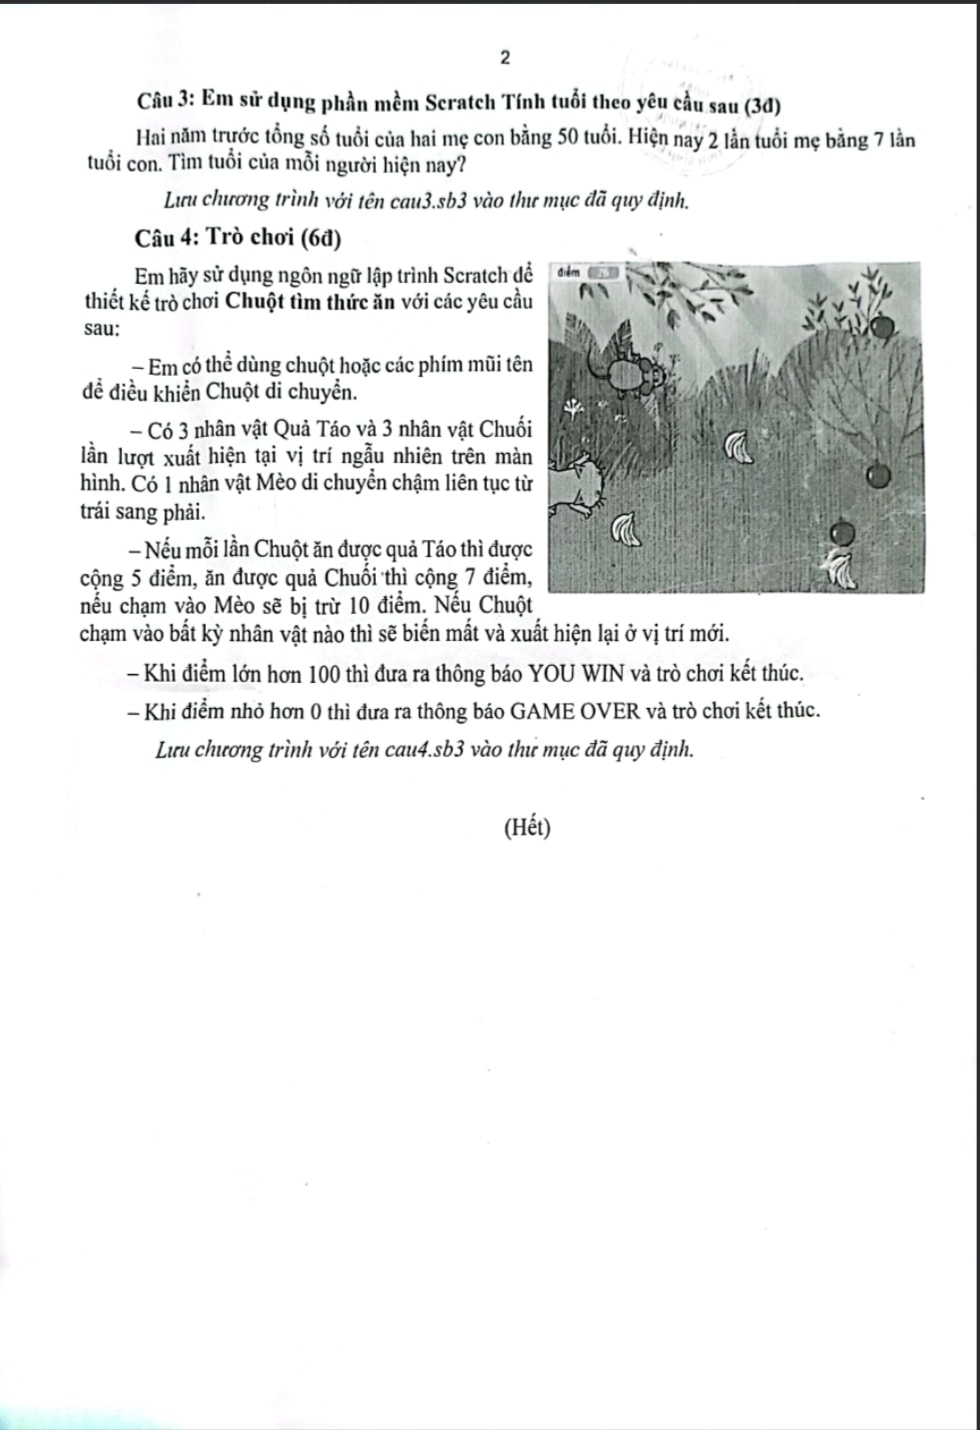 2
Câu 3: Em sử dụng phần mềm Scratch Tính tuổi theo yêu cầu sau (3đ)
Hai năm trước tổng số tuổi của hai mẹ con bằng 50 tuổi. Hiện nay 2 lần tuổi mẹ bằng 7 lần
tuổi con. Tìm tuổi của mỗi người hiện nay?
Lưu chương trình với tên cau3.sb3 vào thư mục đã quy định.
Câu 4: Trò chơi (6đ)
Em hãy sử dụng ngôn ngữ lập trình Scratch để
thiết kế trò chơi Chuột tìm thức ăn với các yêu cầu
sau:
– Em có thể dùng chuột hoặc các phím mũi tên
để điều khiển Chuột di chuyển.
– Có 3 nhân vật Quả Táo và 3 nhân vật Chuối
lần lượt xuất hiện tại vị trí ngẫu nhiên trên màn
hình. Có 1 nhân vật Mèo di chuyển chậm liên tục từ
trái sang phải.
– Nếu mỗi lần Chuột ăn được quả Táo thì được
cộng 5 điểm, ăn được quả Chuối thì cộng 7 điểm,
nếu chạm vào Mèo sẽ bị trừ 10 điểm. Nếu Chuột
chạm vào bất kỳ nhân vật nào thì sẽ biến mất và xuất hiện lại ở vị trí mới.
– Khi điểm lớn hơn 100 thì đưa ra thông báo YOU WIN và trò chơi kết thúc.
– Khi điểm nhỏ hơn 0 thì đưa ra thông báo GAME OVER và trò chơi kết thúc.
Lưu chương trình với tên cau4.sb3 vào thư mục đã quy định.
(Hết)
điểm 26